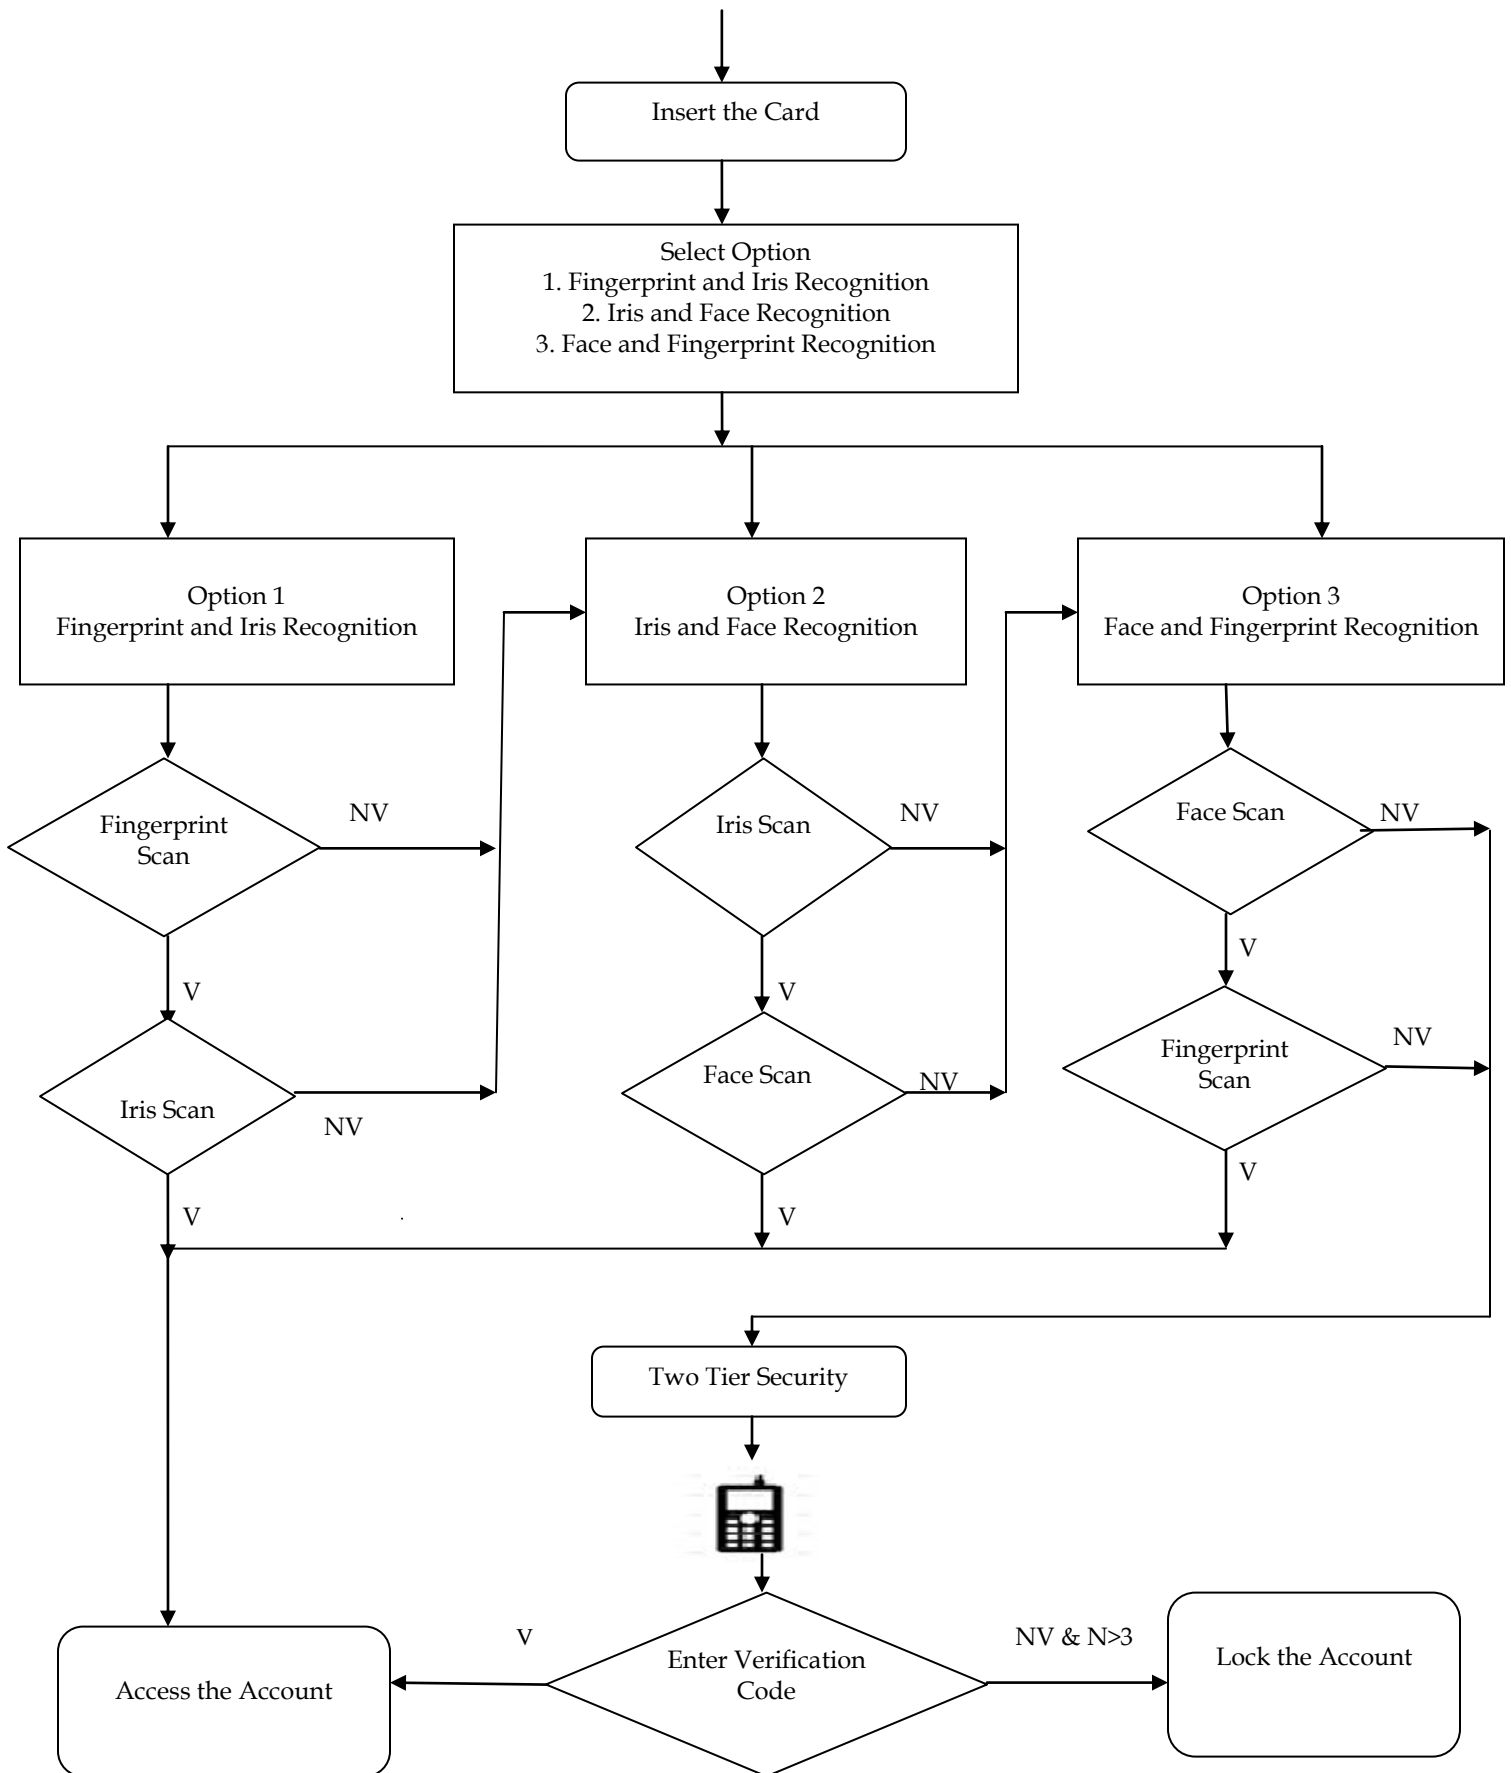 Insert the Card
Select Option
1. Fingerprint and Iris Recognition
2. Iris and Face Recognition
3. Face and Fingerprint Recognition
Option 1
Fingerprint and Iris Recognition
Option 2
Iris and Face Recognition
Option 3
Face and Fingerprint Recognition
Fingerprint
Scan
NV
Iris Scan
NV
Face Scan
NV
V
V
V
Iris Scan
NV
Face Scan
NV
Fingerprint
Scan
NV
V
V
V
Two Tier Security
Enter Verification
Code
V
NV & N>3
Access the Account
Lock the Account